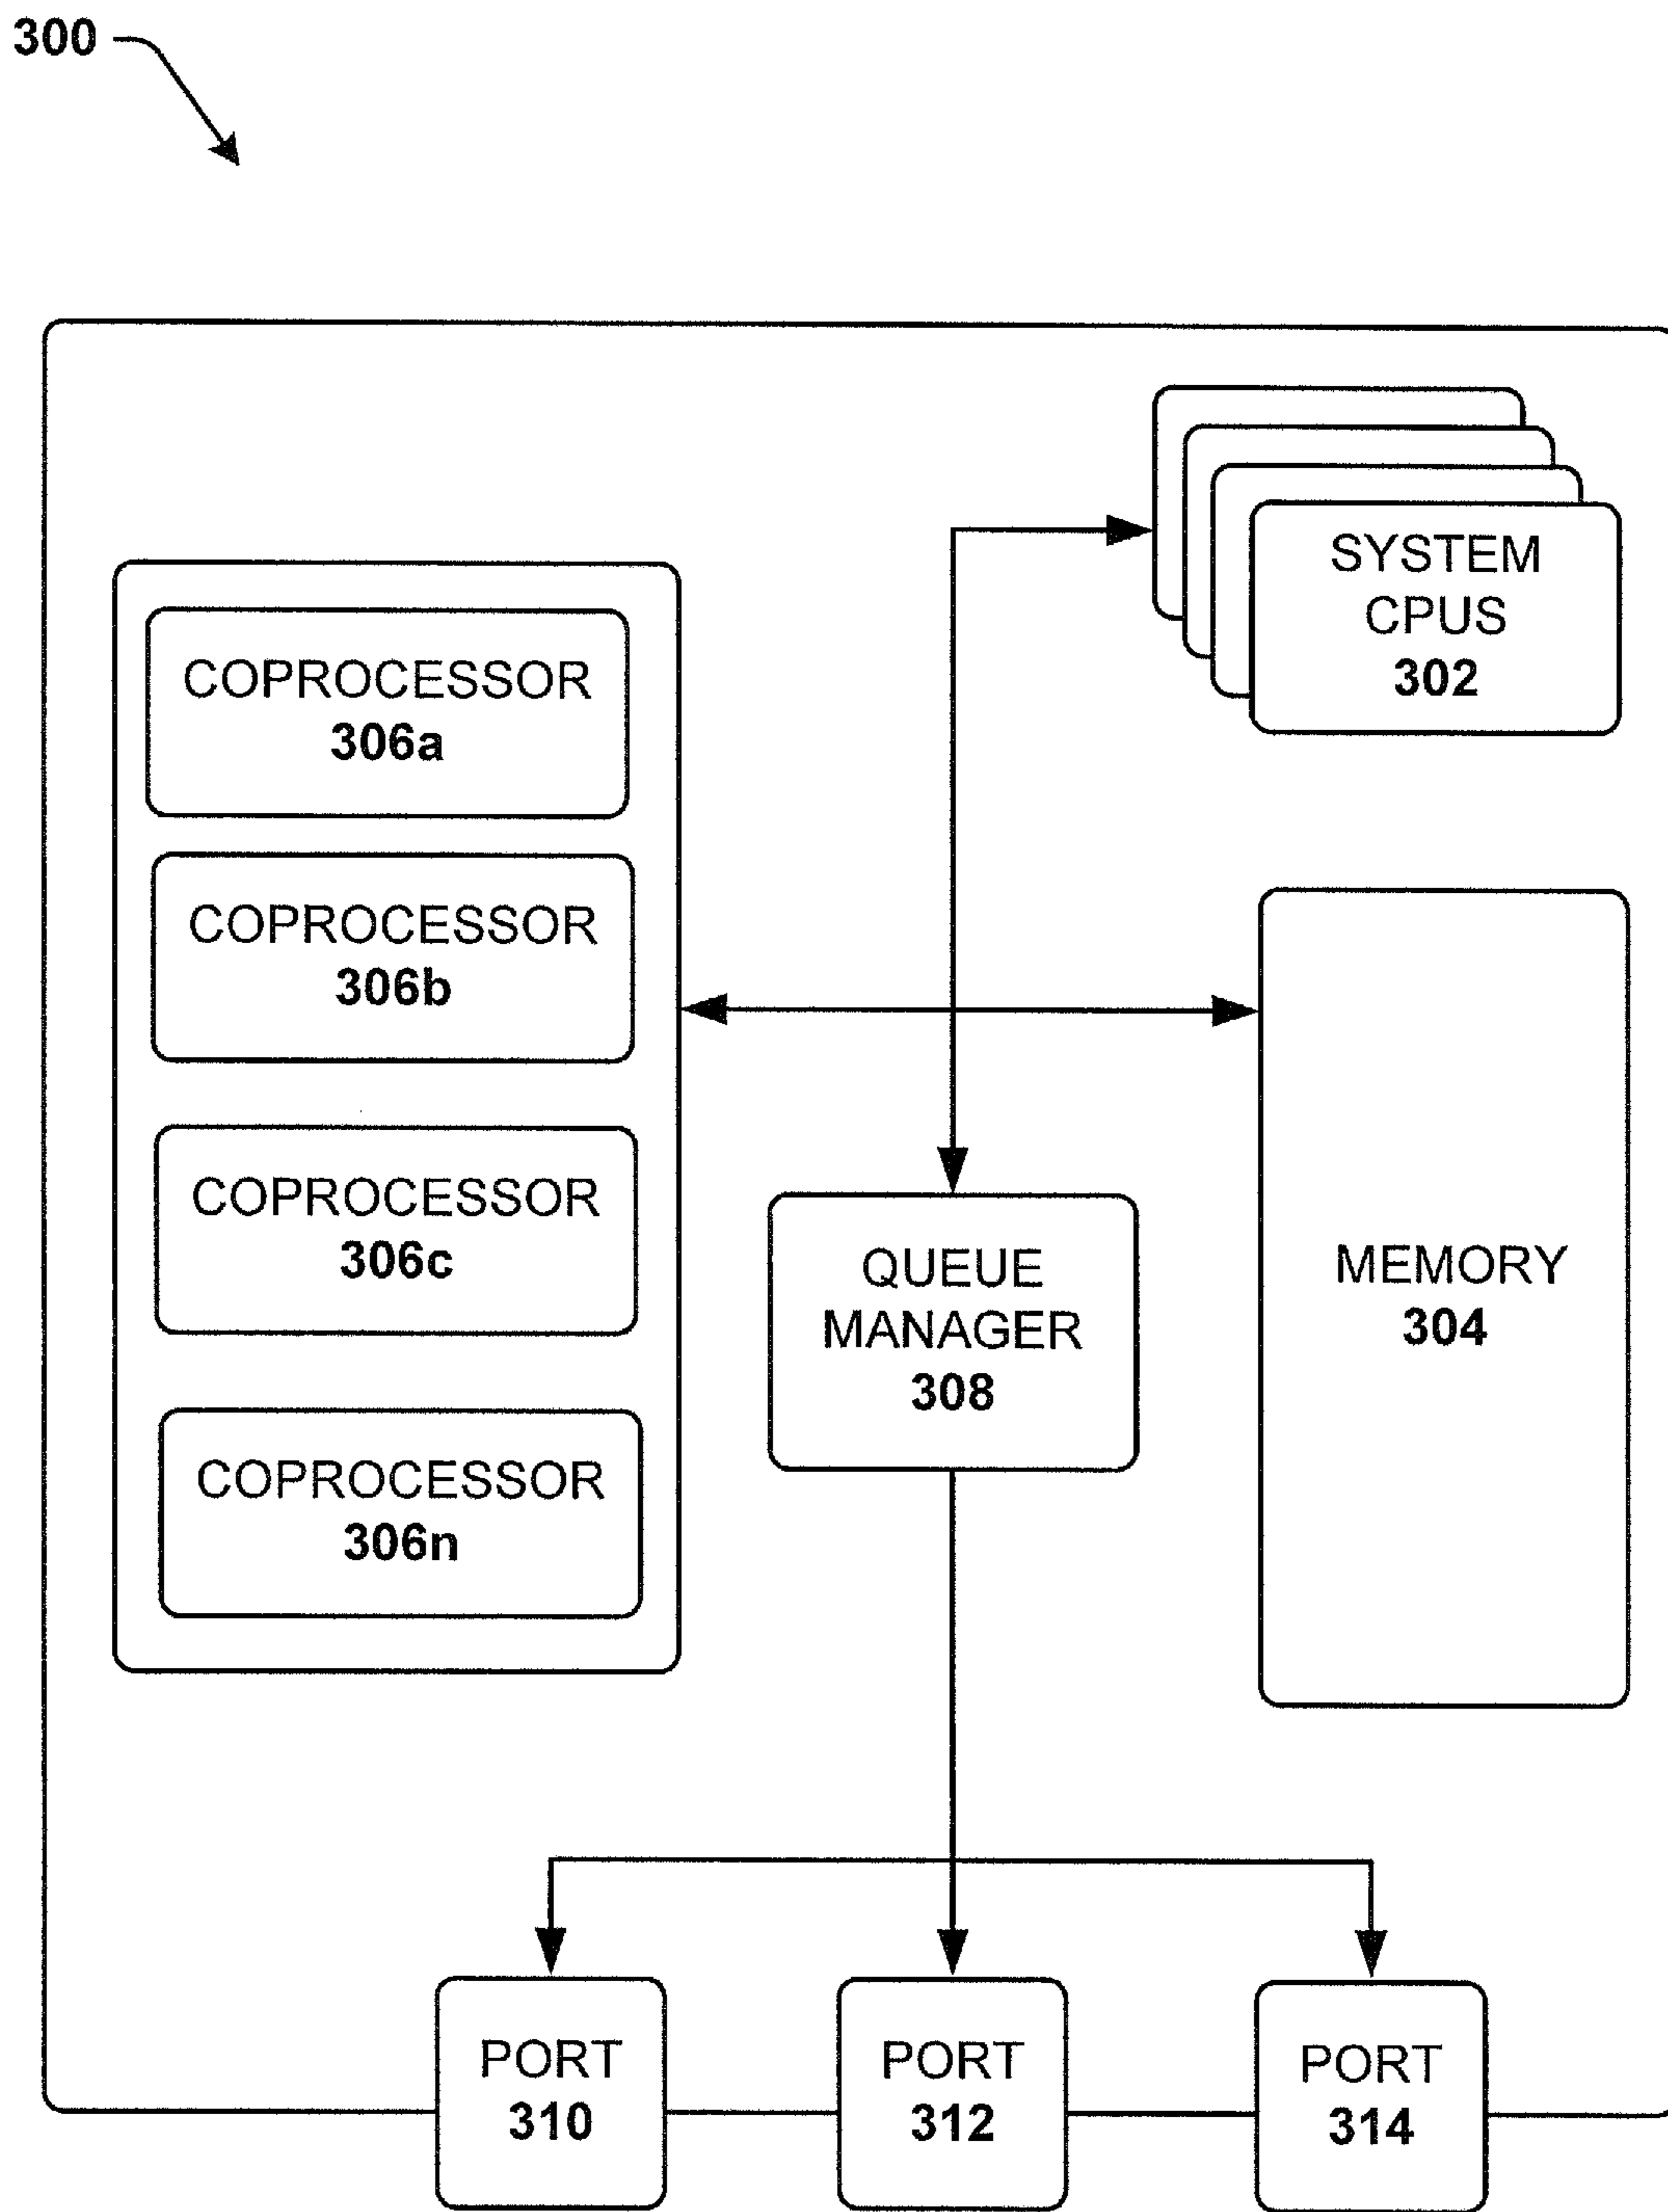 300
SYSTEM
CPUS
302
COPROCESSOR
306a
COPROCESSOR
306b
COPROCESSOR
306c
COPROCESSOR
306n
QUEUE
MANAGER
308
MEMORY
304
PORT
310
PORT
312
PORT
314